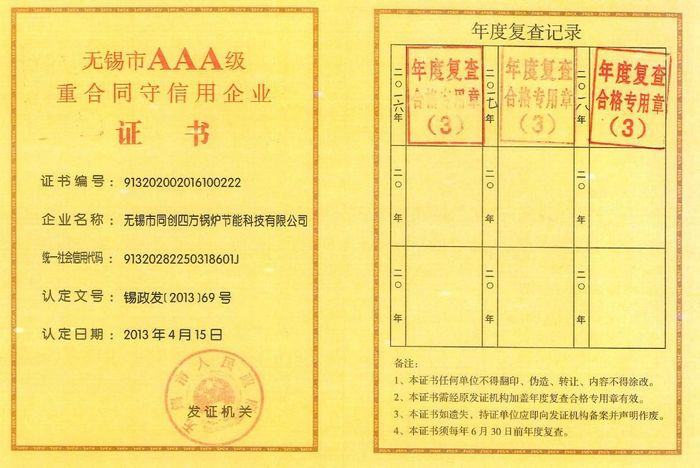 无锡市AAA级
重合同守信用企业
证 书
证书编号: 913202002016100222
企业名称: 无锡市同创四方锅炉节能科技有限公司
统一社会信用代码: 91320282250318601J
认定文号: 锡政发〔2013〕69号
认定日期: 2013年4月15日
发证机关
无锡市人民政府
年度复查记录
二〇一六年
年度复查
合格专用章
(3)
二〇一七年
年度复查
合格专用章
(3)
二〇一八年
年度复查
合格专用章
(3)
二〇 年
二〇 年
二〇 年
二〇 年
二〇 年
二〇 年
备注:
1、本证书任何单位不得翻印、伪造、转让、内容不得涂改。
2、本证书需经原发证机构加盖年度复查合格专用章有效。
3、本证书如遗失、持证单位应即向发证机构备案并声明作废。
4、本证书须每年6月30日前年度复查。